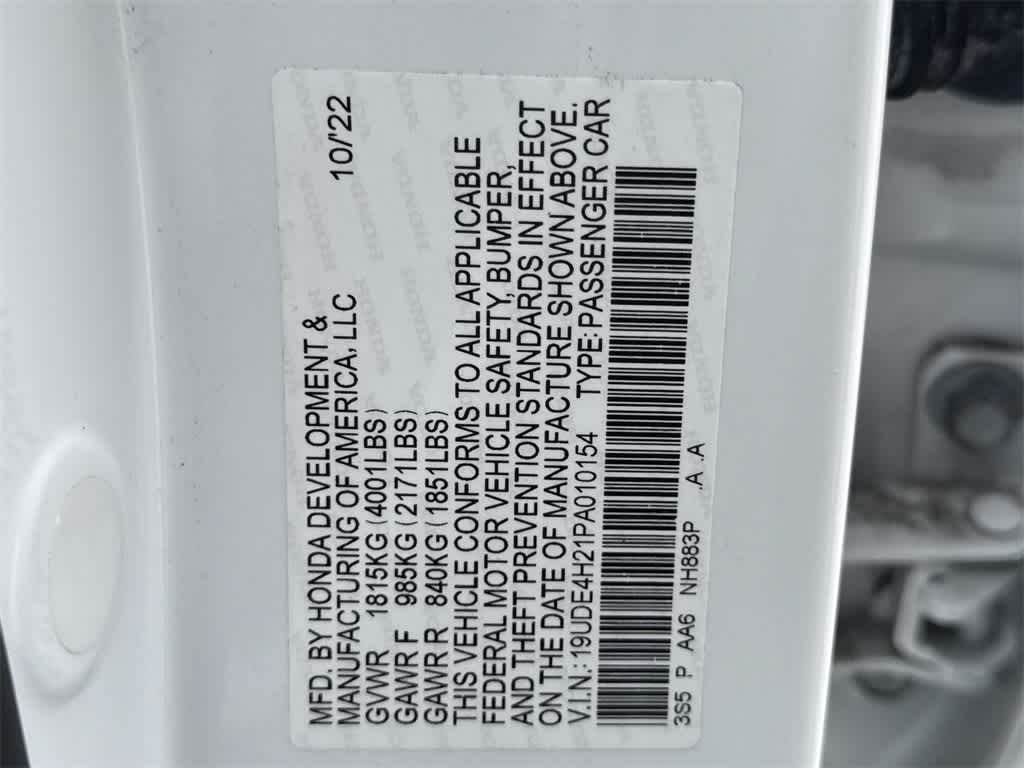 MFD. BY HONDA DEVELOPMENT &
MANUFACTURING OF AMERICA, LLC 10/'22
GVWR 1815KG (4001LBS)
GAWR F 985KG (2171LBS)
GAWR R 840KG (1851LBS)
THIS VEHICLE CONFORMS TO ALL APPLICABLE
FEDERAL MOTOR VEHICLE SAFETY, BUMPER,
AND THEFT PREVENTION STANDARDS IN EFFECT
ON THE DATE OF MANUFACTURE SHOWN ABOVE.
V.I.N.: 19UDE4H21PA010154 TYPE: PASSENGER CAR
3S5 P AA6 NH883P .A .A